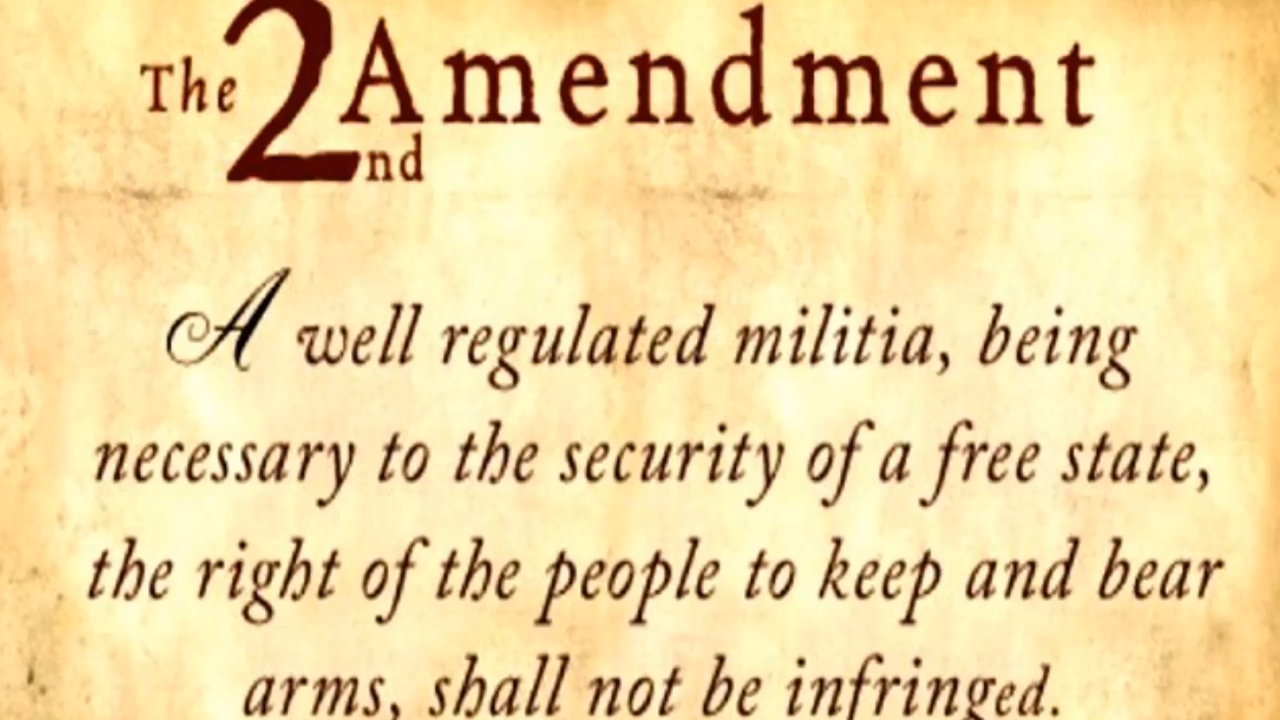 The 2nd Amendment
A well regulated militia, being
necessary to the security of a free state,
the right of the people to keep and bear
arms, shall not be infringed.